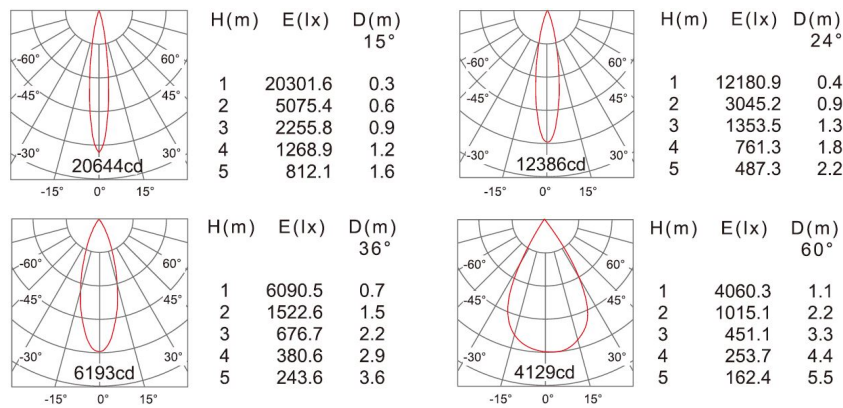 H(m) E(lx) D(m)
15°
1 20301.6 0.3
2 5075.4 0.6
3 2255.8 0.9
4 1268.9 1.2
5 812.1 1.6
-60° 60°
-45° 45°
-30° 30°
20644cd
-15° 0° 15°
H(m) E(lx) D(m)
24°
1 12180.9 0.4
2 3045.2 0.9
3 1353.5 1.3
4 761.3 1.8
5 487.3 2.2
-60° 60°
-45° 45°
-30° 30°
12386cd
-15° 0° 15°
H(m) E(lx) D(m)
36°
1 6090.5 0.7
2 1522.6 1.5
3 676.7 2.2
4 380.6 2.9
5 243.6 3.6
-60° 60°
-45° 45°
-30° 30°
6193cd
-15° 0° 15°
H(m) E(lx) D(m)
60°
1 4060.3 1.1
2 1015.1 2.2
3 451.1 3.3
4 253.7 4.4
5 162.4 5.5
-60° 60°
-45° 45°
-30° 30°
4129cd
-15° 0° 15°